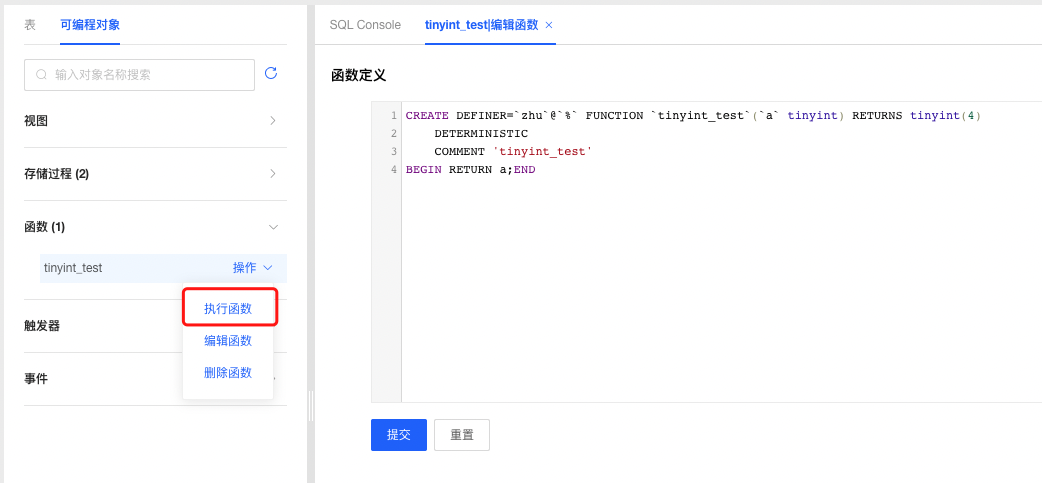 表 可编程对象
输入对象名称搜索
视图
存储过程 (2)
函数 (1)
tinyint_test 操作
执行函数
编辑函数
删除函数
触发器
事件
SQL Console tinyint_test|编辑函数 ×
函数定义
1 CREATE DEFINER=`zhu`@`%` FUNCTION `tinyint_test`(`a` tinyint) RETURNS tinyint(4)
2 DETERMINISTIC
3 COMMENT 'tinyint_test'
4 BEGIN RETURN a;END
提交 重置